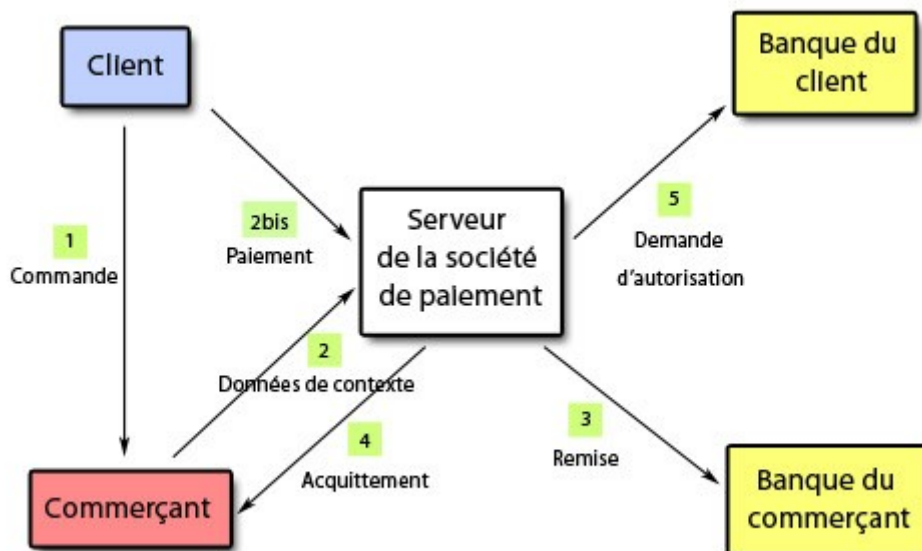 Client
Banque du
client
1
Commande
2bis
Paiement
Serveur
de la société
de paiement
5
Demande
d'autorisation
2
Données de contexte
4
Acquittement
3
Remise
Commerçant
Banque du
commerçant